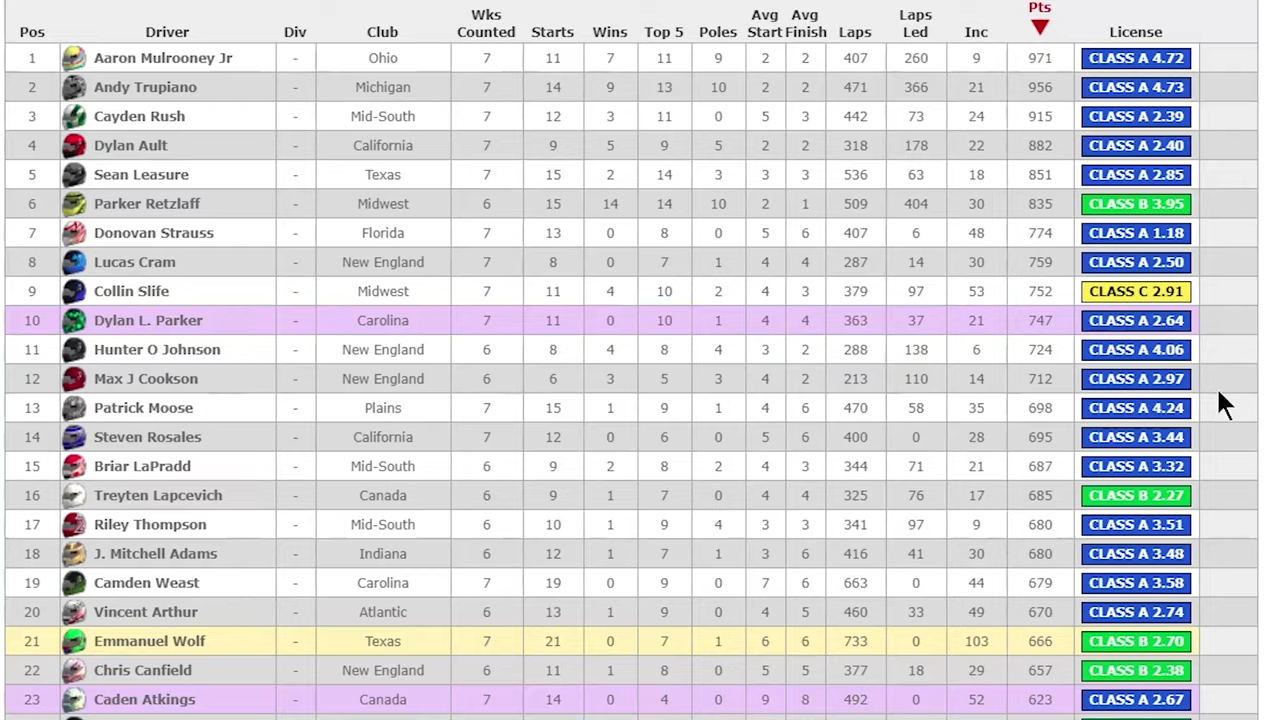 Pos Driver Div Club Wks Counted Starts Wins Top 5 Poles Avg Start Avg Finish Laps Laps Led Inc Pts License
1 Aaron Mulrooney Jr - Ohio 7 11 7 11 9 2 2 407 260 9 971 CLASS A 4.72
2 Andy Trupiano - Michigan 7 14 9 13 10 2 2 471 366 21 956 CLASS A 4.73
3 Cayden Rush - Mid-South 7 12 3 11 0 5 3 442 73 24 915 CLASS A 2.39
4 Dylan Ault - California 7 9 5 9 5 2 2 318 178 22 882 CLASS A 2.40
5 Sean Leasure - Texas 7 15 2 14 3 3 3 536 63 18 851 CLASS A 2.85
6 Parker Retzlaff - Midwest 6 15 14 14 10 2 1 509 404 30 835 CLASS B 3.95
7 Donovan Strauss - Florida 7 13 0 8 0 5 6 407 6 48 774 CLASS A 1.18
8 Lucas Cram - New England 7 8 0 7 1 4 4 287 14 30 759 CLASS A 2.50
9 Collin Slife - Midwest 7 11 4 10 2 4 3 379 97 53 752 CLASS C 2.91
10 Dylan L. Parker - Carolina 7 11 0 10 1 4 4 363 37 21 747 CLASS A 2.64
11 Hunter O Johnson - New England 6 8 4 8 4 3 2 288 138 6 724 CLASS A 4.06
12 Max J Cookson - New England 6 6 3 5 3 4 2 213 110 14 712 CLASS A 2.97
13 Patrick Moose - Plains 7 15 1 9 1 4 6 470 58 35 698 CLASS A 4.24
14 Steven Rosales - California 7 12 0 6 0 5 6 400 0 28 695 CLASS A 3.44
15 Briar LaPradd - Mid-South 6 9 2 8 2 4 3 344 71 21 687 CLASS A 3.32
16 Treyten Lapcevich - Canada 6 9 1 7 0 4 4 325 76 17 685 CLASS B 2.27
17 Riley Thompson - Mid-South 6 10 1 9 4 3 3 341 97 9 680 CLASS A 3.51
18 J. Mitchell Adams - Indiana 6 12 1 7 1 3 6 416 41 30 680 CLASS A 3.48
19 Camden Weast - Carolina 7 19 0 9 0 7 6 663 0 44 679 CLASS A 3.58
20 Vincent Arthur - Atlantic 6 13 1 9 0 4 5 460 33 49 670 CLASS A 2.74
21 Emmanuel Wolf - Texas 7 21 0 7 1 6 6 733 0 103 666 CLASS B 2.70
22 Chris Canfield - New England 6 11 1 8 0 5 5 377 18 29 657 CLASS B 2.38
23 Caden Atkings - Canada 7 14 0 4 0 9 8 492 0 52 623 CLASS A 2.67